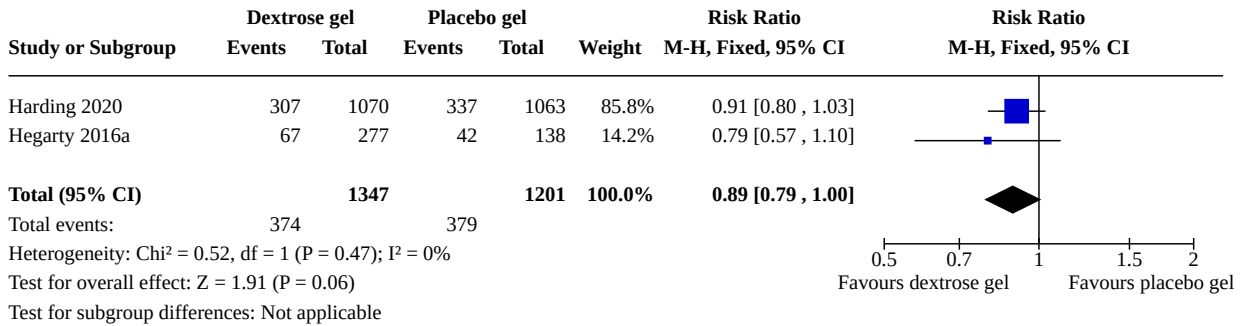 Dextrose gel Placebo gel Risk Ratio Risk Ratio
Study or Subgroup Events Total Events Total Weight M-H, Fixed, 95% CI M-H, Fixed, 95% CI
Harding 2020 307 1070 337 1063 85.8% 0.91 [0.80 , 1.03]
Hegarty 2016a 67 277 42 138 14.2% 0.79 [0.57 , 1.10]
Total (95% CI) 1347 1201 100.0% 0.89 [0.79 , 1.00]
Total events: 374 379
Heterogeneity: Chi² = 0.52, df = 1 (P = 0.47); I² = 0%
0.5 0.7 1 1.5 2
Test for overall effect: Z = 1.91 (P = 0.06)
Favours dextrose gel Favours placebo gel
Test for subgroup differences: Not applicable